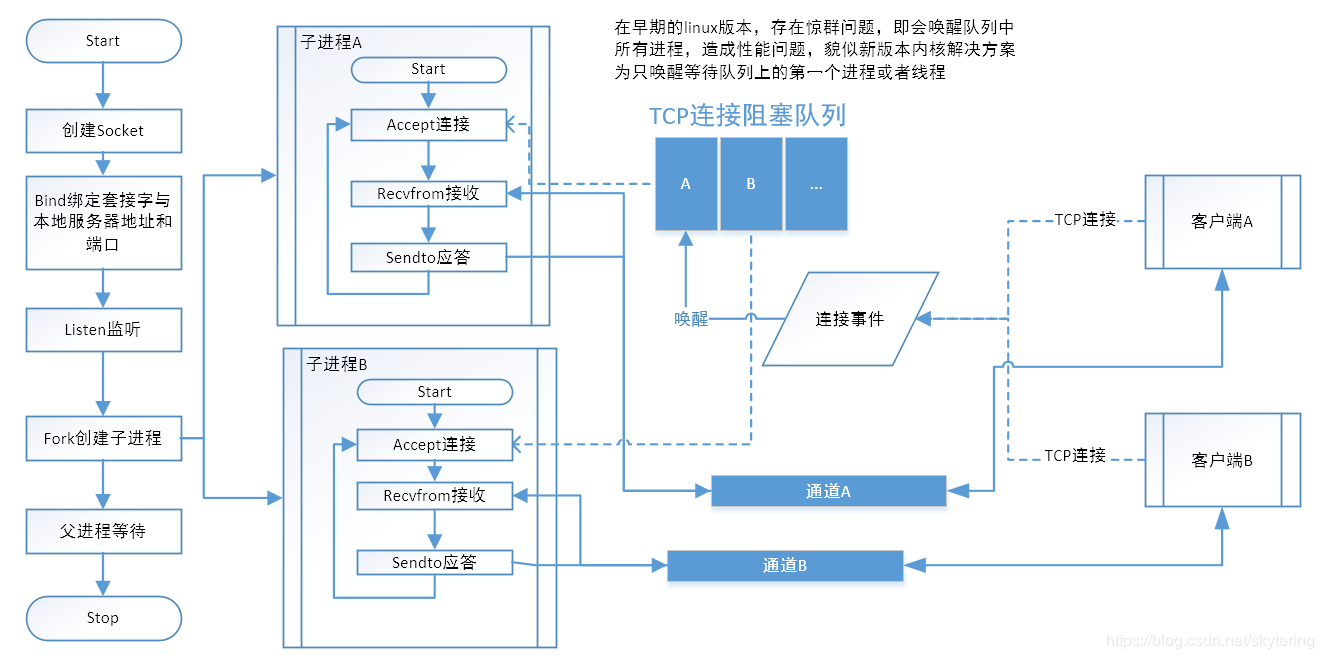 Start
创建Socket
Bind绑定套接字与
本地服务器地址和
端口
Listen监听
Fork创建子进程
父进程等待
Stop
子进程A
Start
Accept连接
Recvfrom接收
Sendto应答
子进程B
Start
Accept连接
Recvfrom接收
Sendto应答
在早期的linux版本，存在惊群问题，即会唤醒队列中
所有进程，造成性能问题，貌似新版本内核解决方案
为只唤醒等待队列上的第一个进程或者线程
TCP连接阻塞队列
A
B
...
唤醒
连接事件
TCP连接
客户端A
TCP连接
客户端B
通道A
通道B
https://blog.csdn.net/skytering